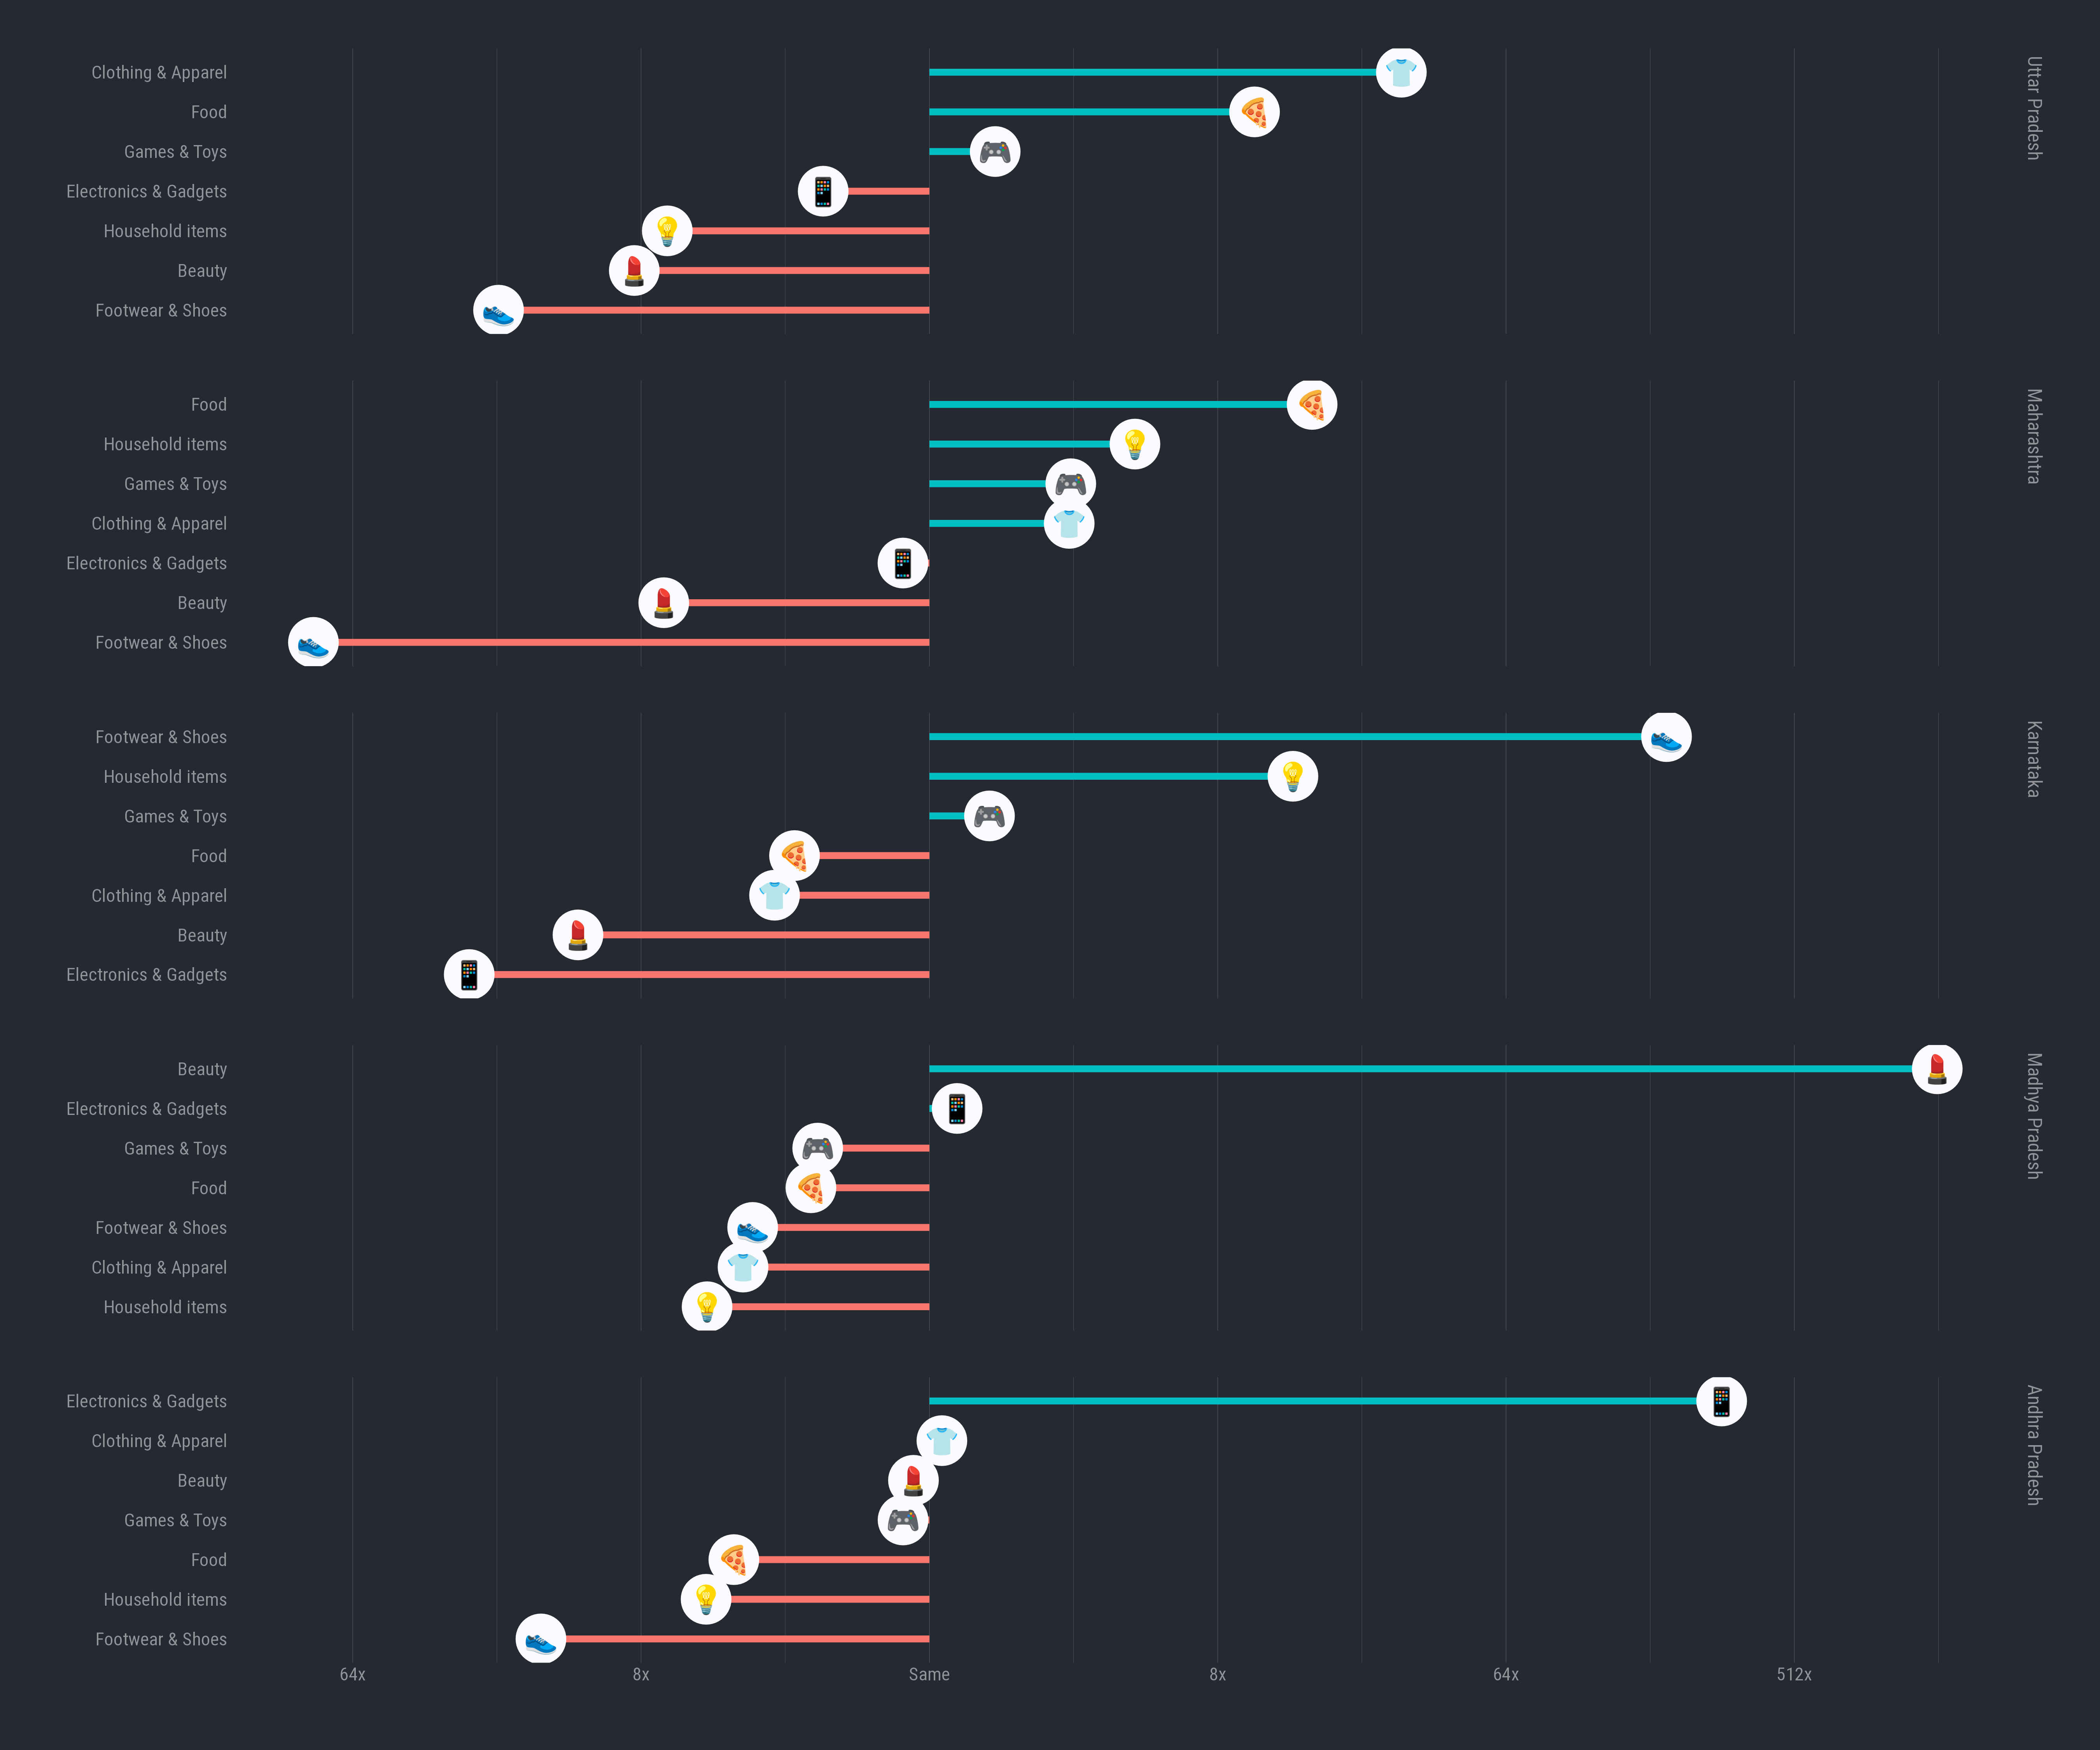 Uttar Pradesh
Clothing & Apparel
Food
Games & Toys
Electronics & Gadgets
Household items
Beauty
Footwear & Shoes
Maharashtra
Food
Household items
Games & Toys
Clothing & Apparel
Electronics & Gadgets
Beauty
Footwear & Shoes
Karnataka
Footwear & Shoes
Household items
Games & Toys
Food
Clothing & Apparel
Beauty
Electronics & Gadgets
Madhya Pradesh
Beauty
Electronics & Gadgets
Games & Toys
Food
Footwear & Shoes
Clothing & Apparel
Household items
Andhra Pradesh
Electronics & Gadgets
Clothing & Apparel
Beauty
Games & Toys
Food
Household items
Footwear & Shoes
64x 8x Same 8x 64x 512x